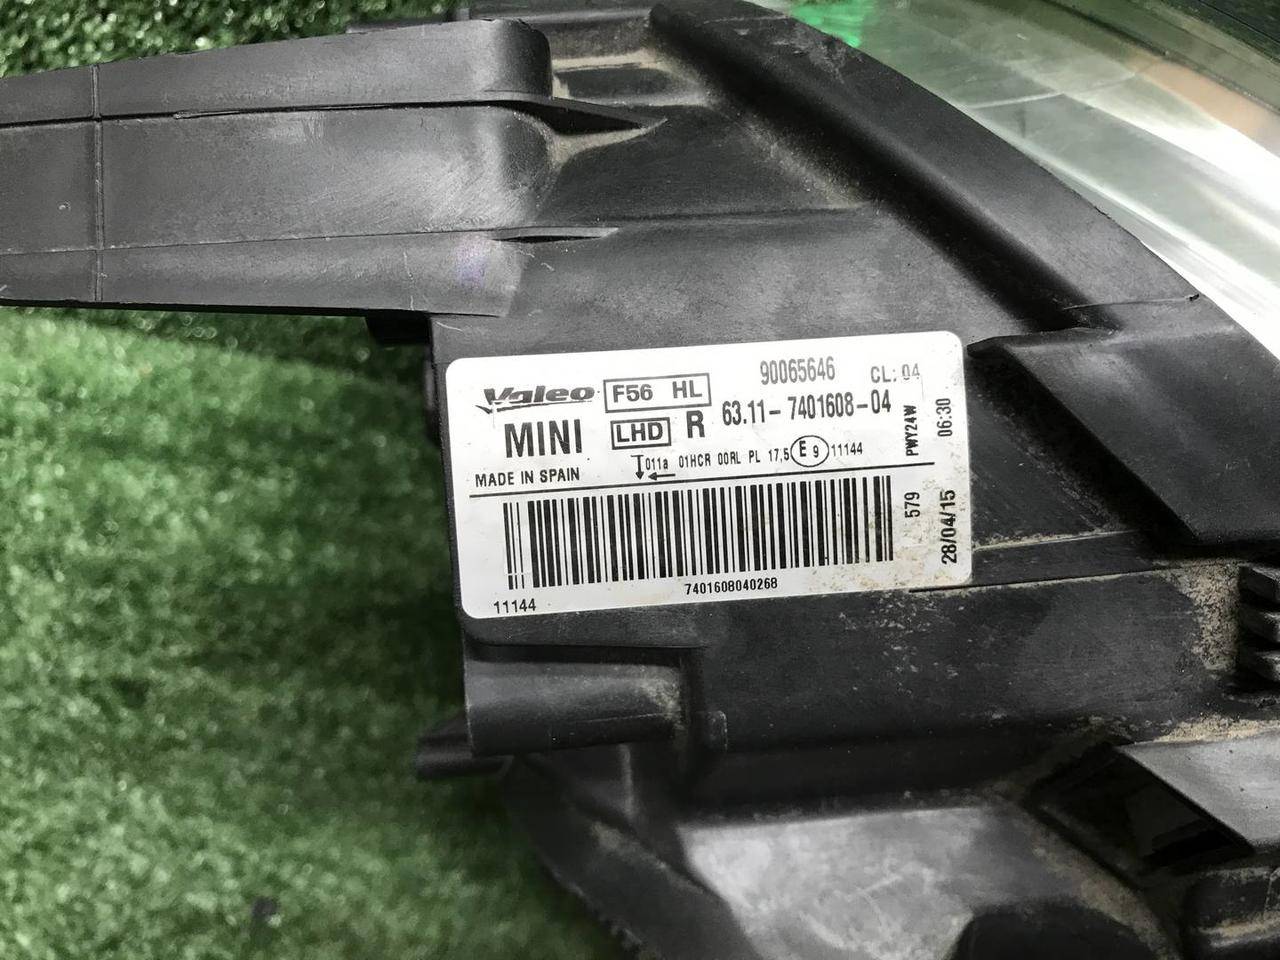 Valeo F56 HL 90065646 CL: 04
MINI LHD R 63.11-7401608-04
MADE IN SPAIN 011a 01HCR 00RL PL 17,5 E9 11144
PWY24W 06:30
579 28/04/15
7401608040268
11144